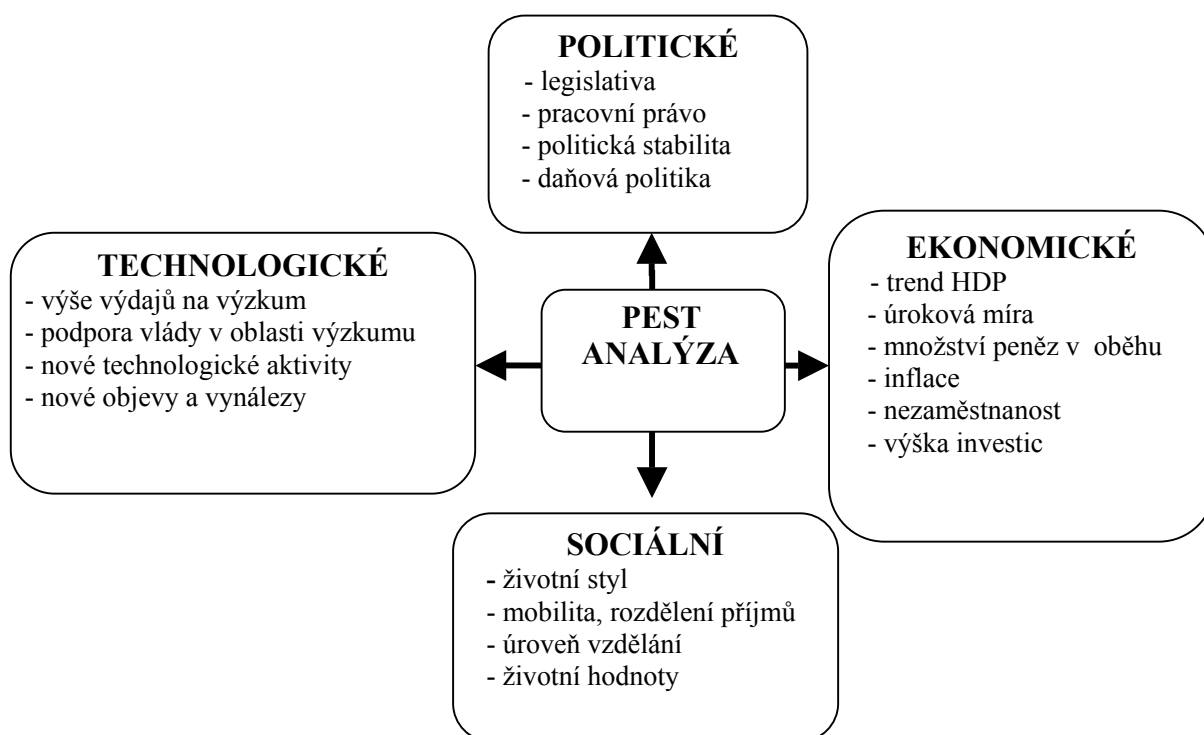 POLITICKÉ
- legislativa
- pracovní právo
- politická stabilita
- daňová politika
TECHNOLOGICKÉ
- výše výdajů na výzkum
- podpora vlády v oblasti výzkumu
- nové technologické aktivity
- nové objevy a vynálezy
PEST
ANALÝZA
EKONOMICKÉ
- trend HDP
- úroková míra
- množství peněz v oběhu
- inflace
- nezaměstnanost
- výška investic
SOCIÁLNÍ
- životní styl
- mobilita, rozdělení příjmů
- úroveň vzdělání
- životní hodnoty